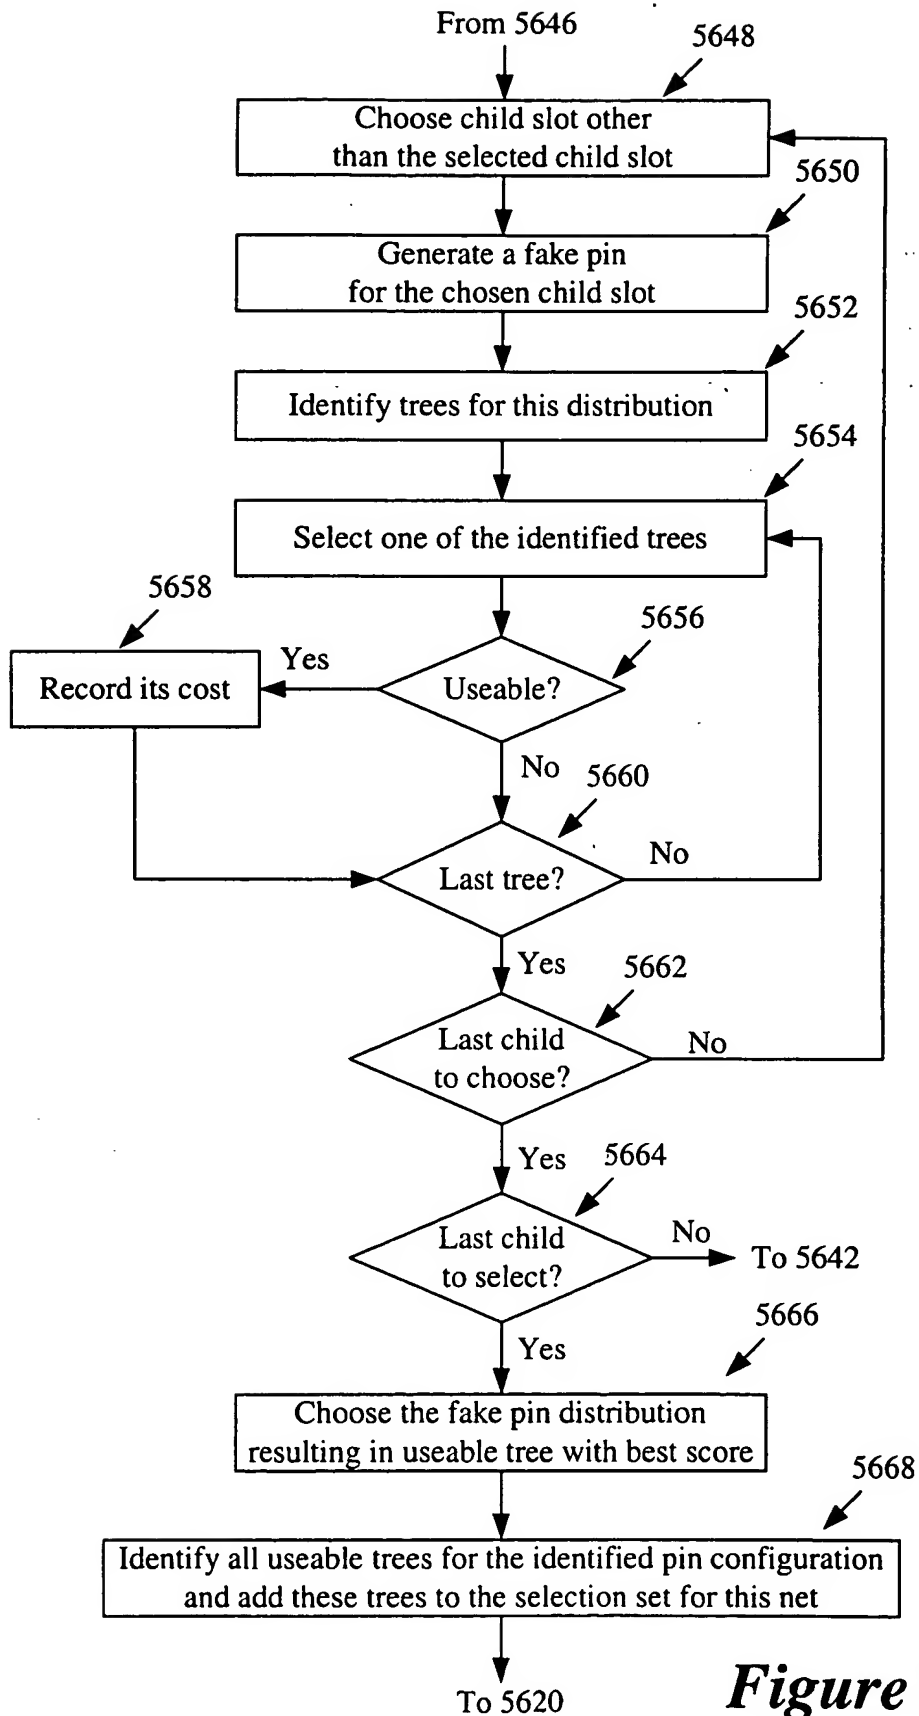 From 5646
5648
Choose child slot other
than the selected child slot
5650
Generate a fake pin
for the chosen child slot
5652
Identify trees for this distribution
5654
Select one of the identified trees
5658
5656
Record its cost
Yes
Useable?
No
5660
Last tree?
No
Yes
5662
Last child
to choose?
No
Yes
5664
Last child
to select?
No
To 5642
Yes
5666
Choose the fake pin distribution
resulting in useable tree with best score
5668
Identify all useable trees for the identified pin configuration
and add these trees to the selection set for this net
To 5620
Figure